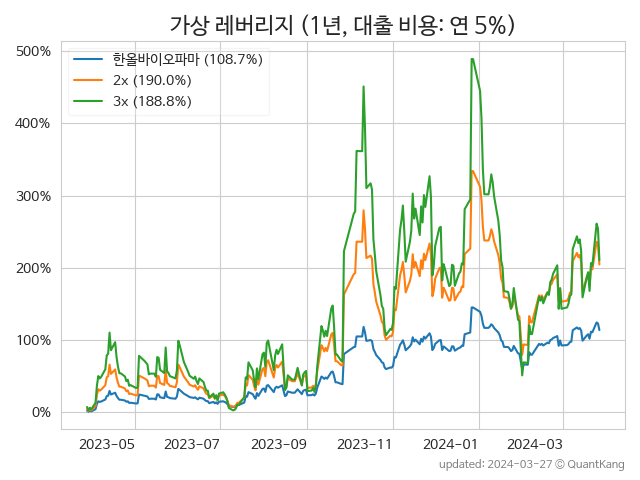 가상 레버리지 (1년, 대출 비용: 연 5%)
500%
400%
300%
200%
100%
0%
한올바이오파마 (108.7%)
2x (190.0%)
3x (188.8%)
2023-05
2023-07
2023-09
2023-11
2024-01
2024-03
updated: 2024-03-27 © QuantKang